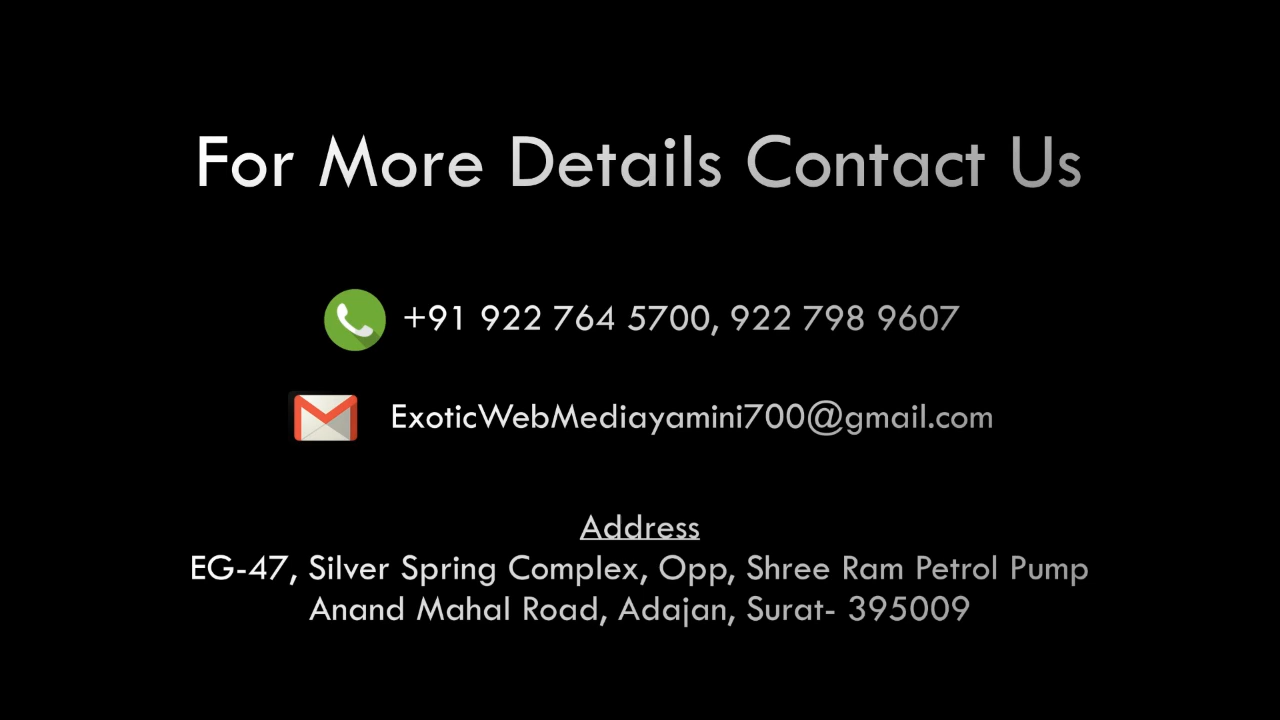 For More Details Contact Us
+91 922 764 5700, 922 798 9607
ExoticWebMediayamini700@gmail.com
Address
EG-47, Silver Spring Complex, Opp, Shree Ram Petrol Pump
Anand Mahal Road, Adajan, Surat- 395009